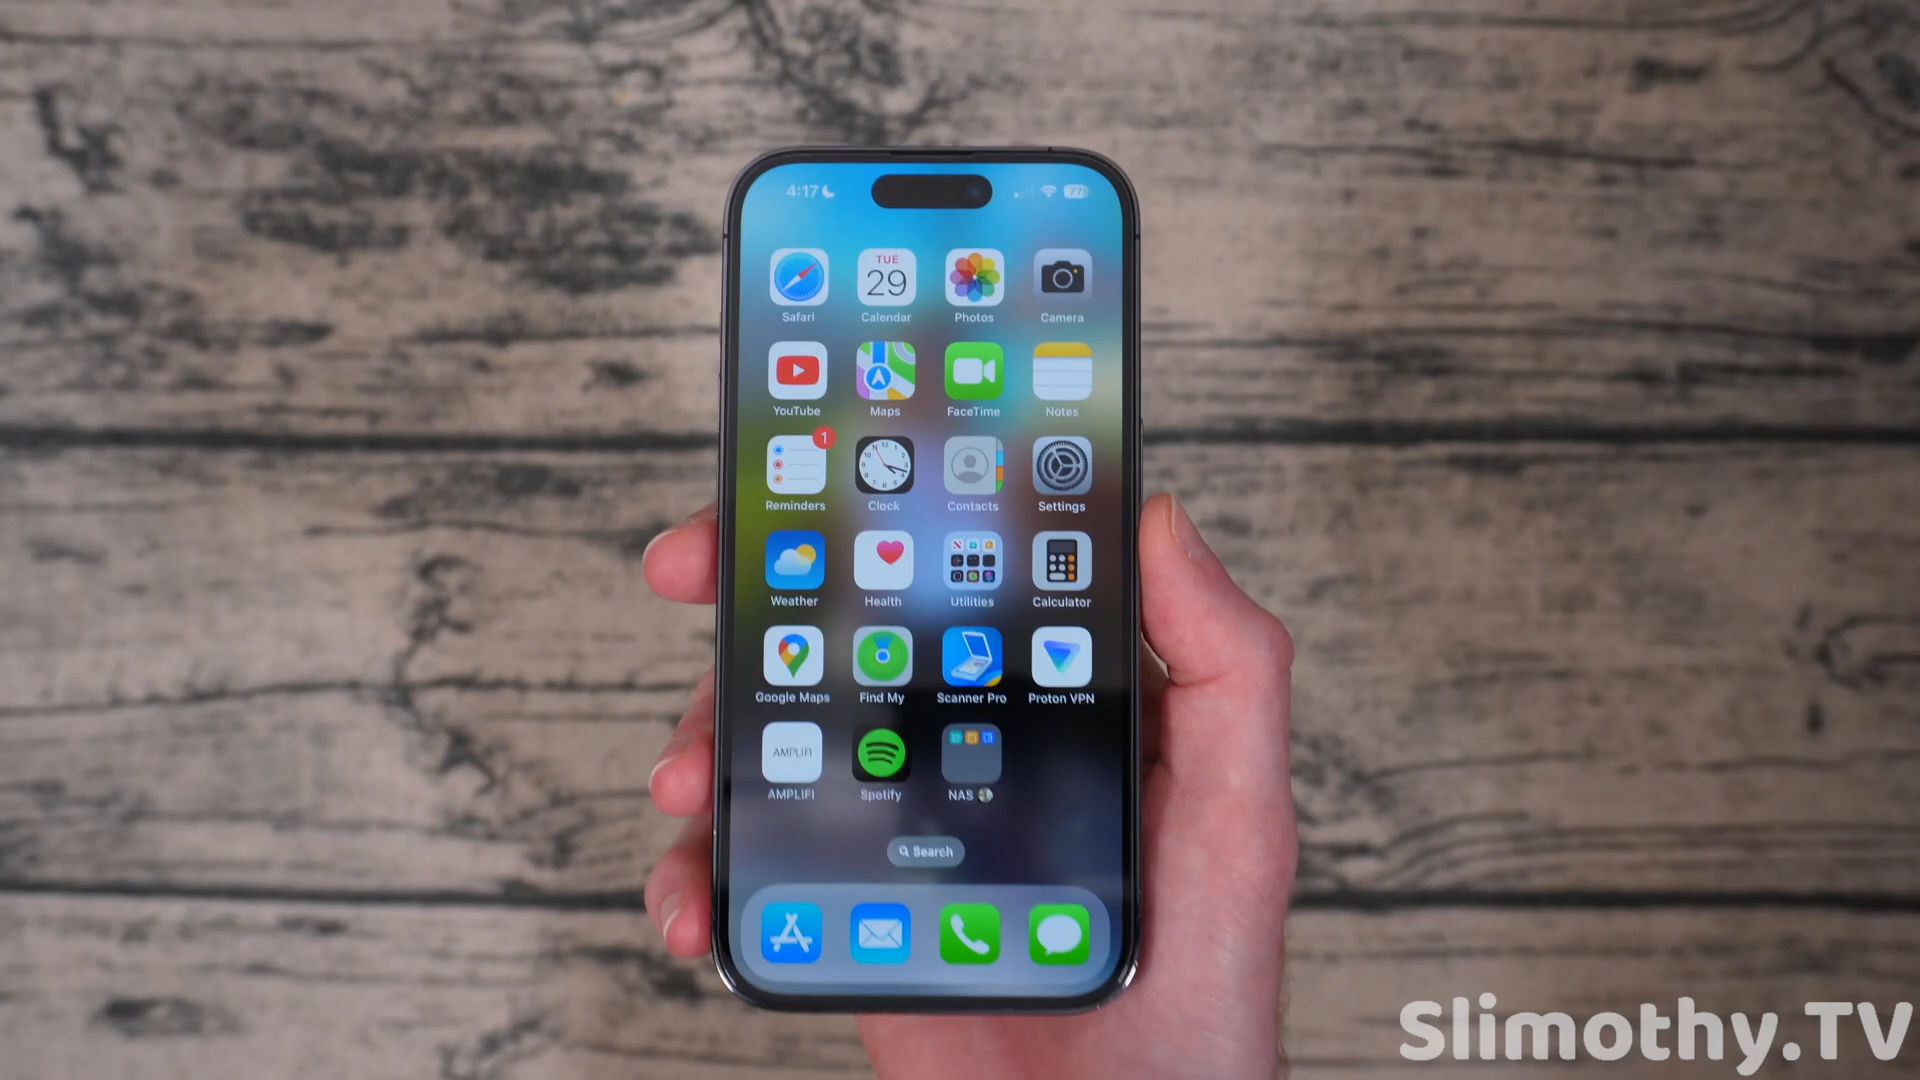 4:17
77
TUE
29
Safari
Calendar
Photos
Camera
YouTube
Maps
FaceTime
Notes
1
Reminders
Clock
Contacts
Settings
Weather
Health
Utilities
Calculator
Google Maps
Find My
Scanner Pro
Proton VPN
AMPLIFI
AMPLIFI
Spotify
NAS
Search
Slimothy.TV